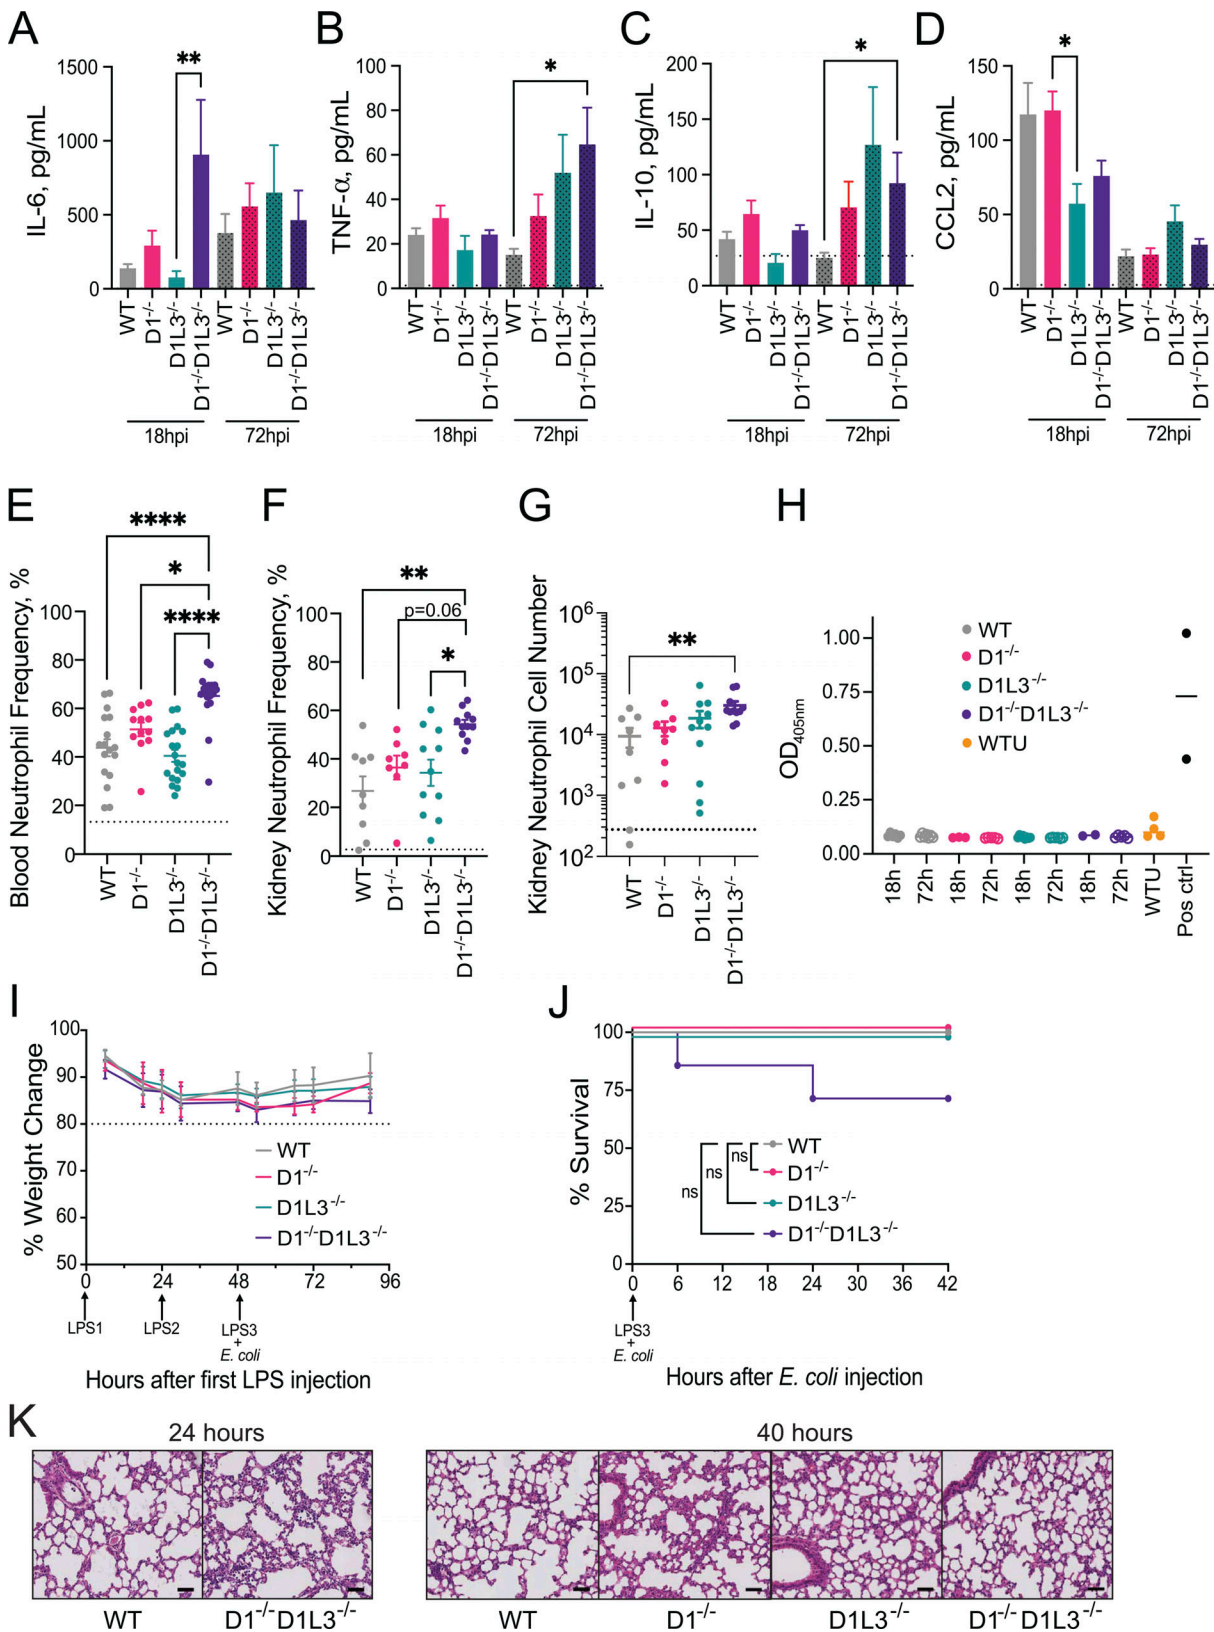 A
B
C
D
IL-6, pg/mL
1500
1000
500
0
**
WT
D1-/-
D1L3-/-
D1-/-D1L3-/-
WT
D1-/-
D1L3-/-
D1-/-D1L3-/-
18hpi
72hpi
TNF-α, pg/mL
100
80
60
40
20
0
*
WT
D1-/-
D1L3-/-
D1-/-D1L3-/-
WT
D1-/-
D1L3-/-
D1-/-D1L3-/-
18hpi
72hpi
IL-10, pg/mL
200
150
100
50
0
*
WT
D1-/-
D1L3-/-
D1-/-D1L3-/-
WT
D1-/-
D1L3-/-
D1-/-D1L3-/-
18hpi
72hpi
CCL2, pg/mL
150
100
50
0
*
WT
D1-/-
D1L3-/-
D1-/-D1L3-/-
WT
D1-/-
D1L3-/-
D1-/-D1L3-/-
18hpi
72hpi
E
F
G
H
Blood Neutrophil Frequency, %
****
*
****
100
80
60
40
20
0
WT
D1-/-
D1L3-/-
D1-/-D1L3-/-
Kidney Neutrophil Frequency, %
**
p=0.06
*
100
80
60
40
20
0
WT
D1-/-
D1L3-/-
D1-/-D1L3-/-
Kidney Neutrophil Cell Number
**
10^6
10^5
10^4
10^3
10^2
WT
D1-/-
D1L3-/-
D1-/-D1L3-/-
OD405nm
1.00
0.75
0.50
0.25
0.00
WT
D1-/-
D1L3-/-
D1-/-D1L3-/-
WTU
18h
72h
18h
72h
18h
72h
18h
72h
WTU
Pos ctrl
I
J
% Weight Change
100
90
80
70
60
50
WT
D1-/-
D1L3-/-
D1-/-D1L3-/-
0 24 48 72 96
LPS1
LPS2
LPS3
+
E. coli
Hours after first LPS injection
% Survival
100
75
50
25
0
ns
ns
ns
WT
D1-/-
D1L3-/-
D1-/-D1L3-/-
0 6 12 18 24 30 36 42
LPS3
+
E. coli
Hours after E. coli injection
K
24 hours
40 hours
WT
D1-/-D1L3-/-
WT
D1-/-
D1L3-/-
D1-/-D1L3-/-